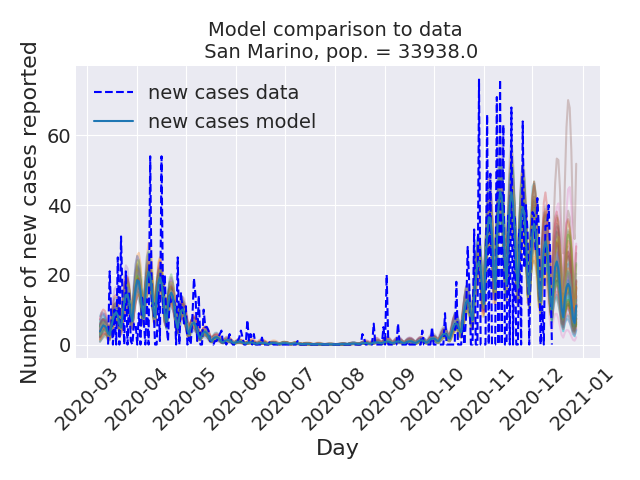 Model comparison to data
San Marino, pop. = 33938.0
new cases data
new cases model
Number of new cases reported
60
40
20
0
2020-03
2020-04
2020-05
2020-06
2020-07
2020-08
2020-09
2020-10
2020-11
2020-12
2021-01
Day